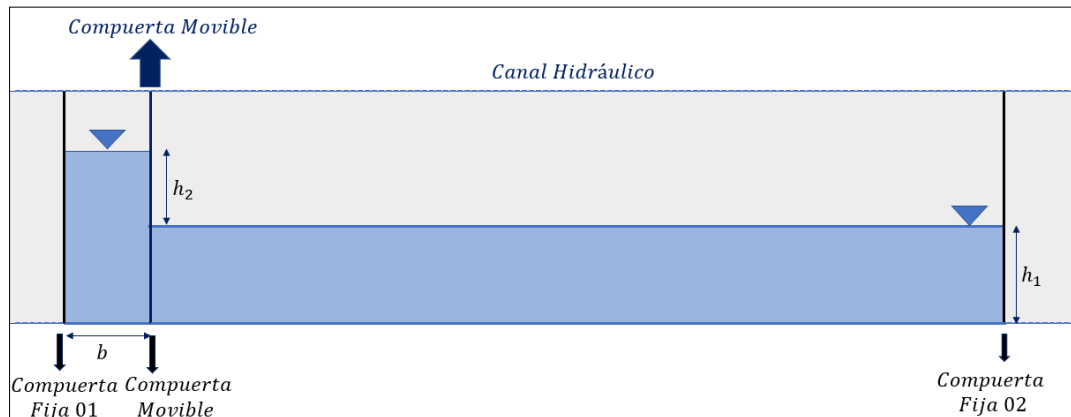 Compuerta Movible
Canal Hidráulico
h₂
h₁
b
Compuerta
Fija 01
Compuerta
Movible
Compuerta
Fija 02